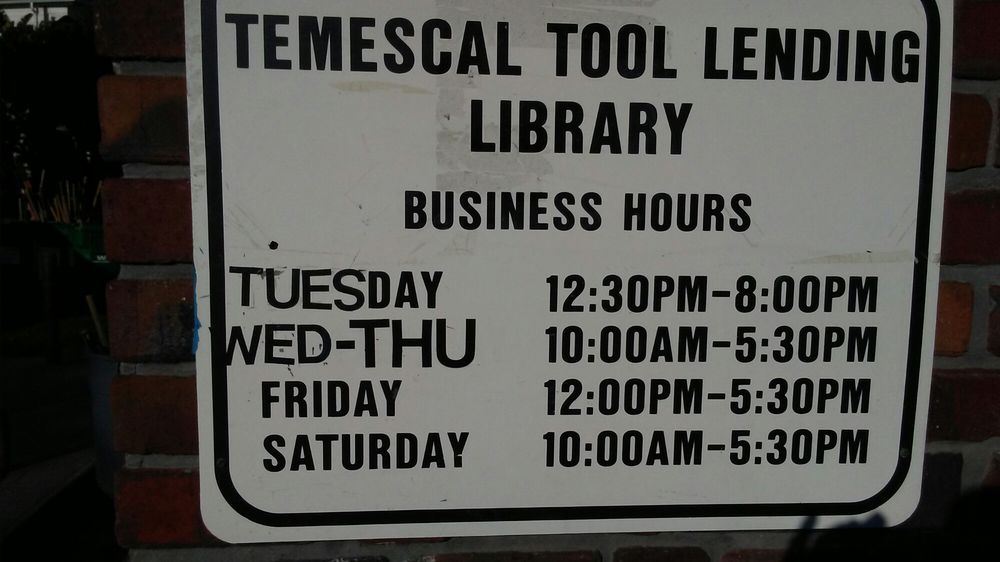 TEMESCAL TOOL LENDING
LIBRARY
BUSINESS HOURS
TUESDAY 12:30PM-8:00PM
WED-THU 10:00AM-5:30PM
FRIDAY 12:00PM-5:30PM
SATURDAY 10:00AM-5:30PM